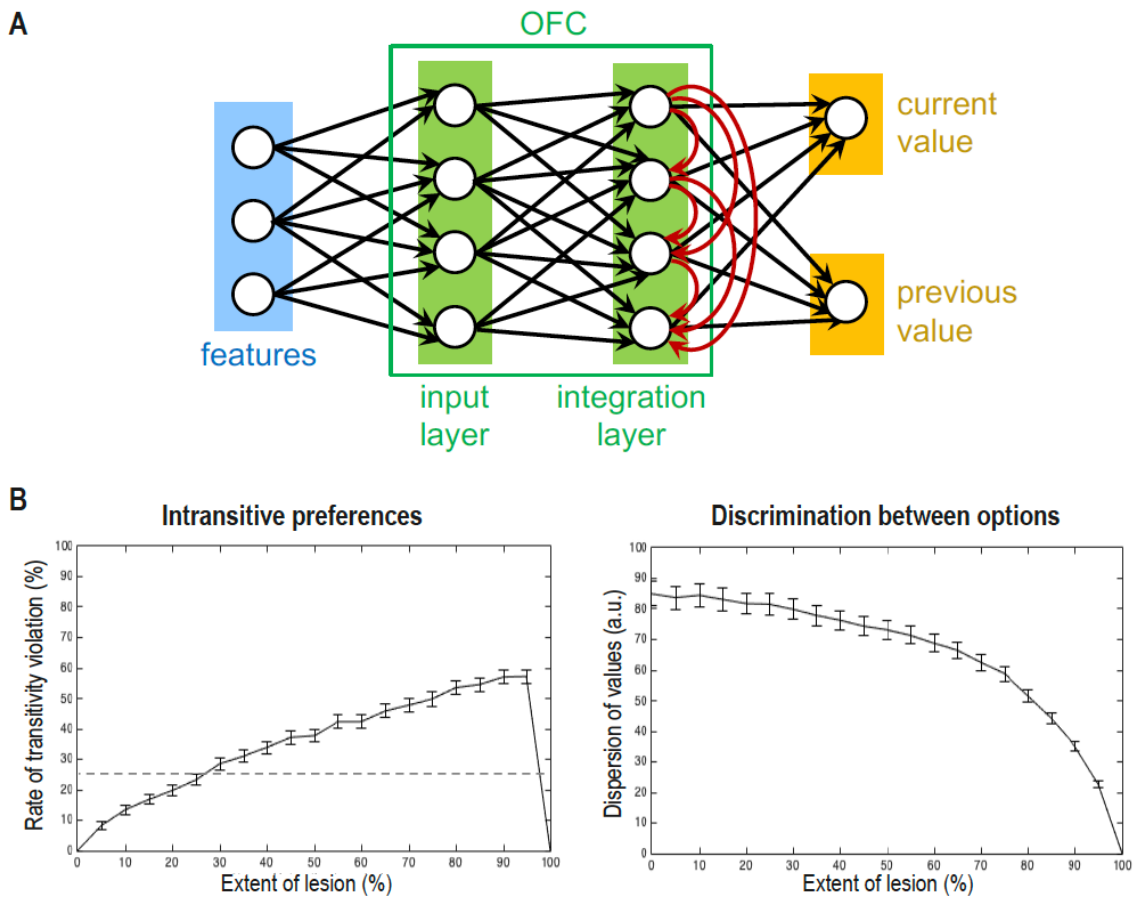 A
OFC
current
value
previous
value
features
input
layer
integration
layer
B
Intransitive preferences
Discrimination between options
Rate of transitivity violation (%)
100
90
80
70
60
50
40
30
20
10
0
0 10 20 30 40 50 60 70 80 90 100
Extent of lesion (%)
Dispersion of values (a.u.)
100
90
80
70
60
50
40
30
20
10
0
0 10 20 30 40 50 60 70 80 90 100
Extent of lesion (%)